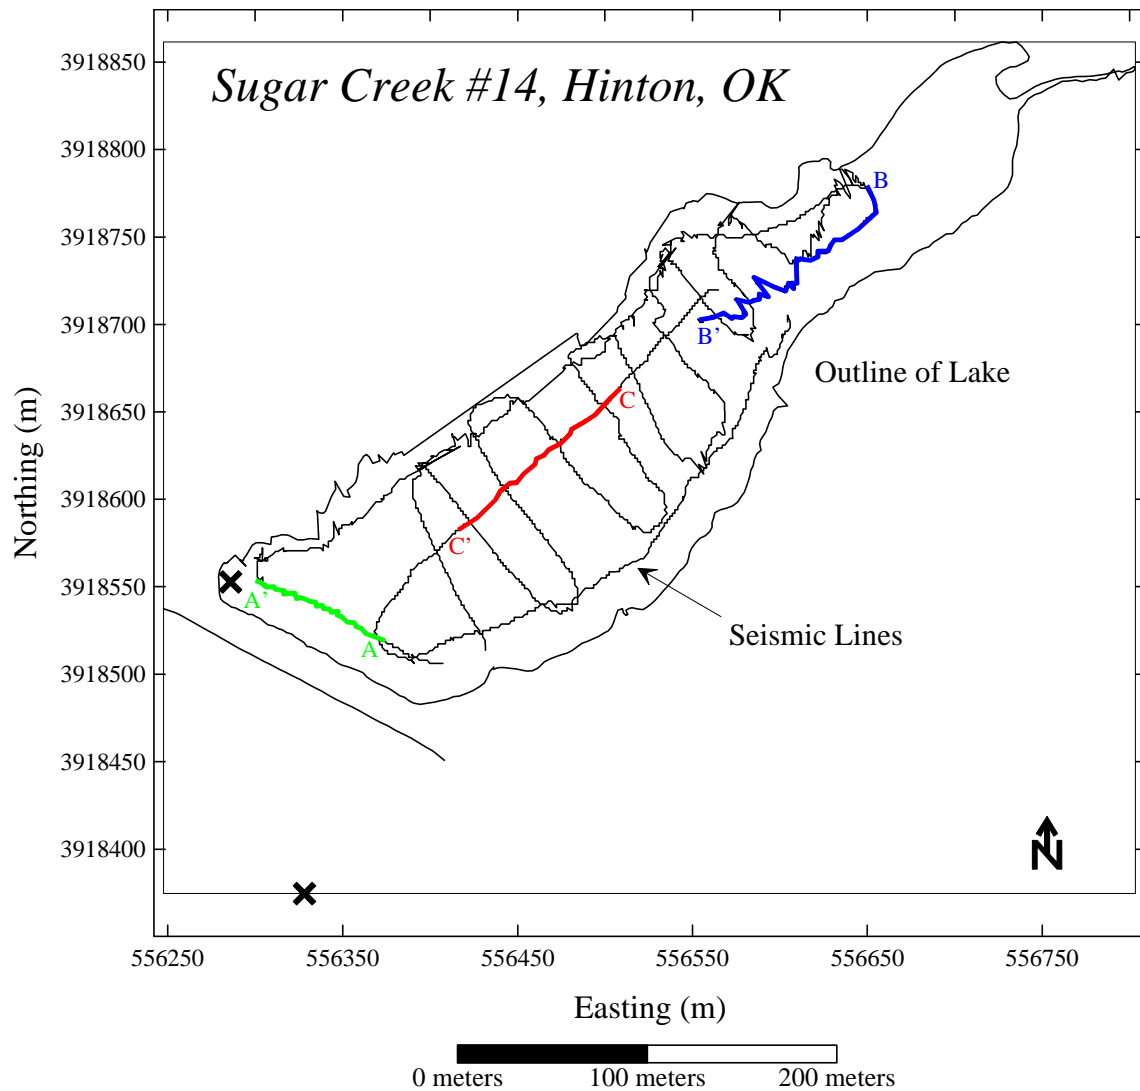 Sugar Creek #14, Hinton, OK
3918850
3918800
3918750
3918700
3918650
3918600
3918550
3918500
3918450
3918400
Northing (m)
B
B’
Outline of Lake
C
C’
A’
A
Seismic Lines
N
556250
556350
556450
556550
556650
556750
Easting (m)
0 meters
100 meters
200 meters